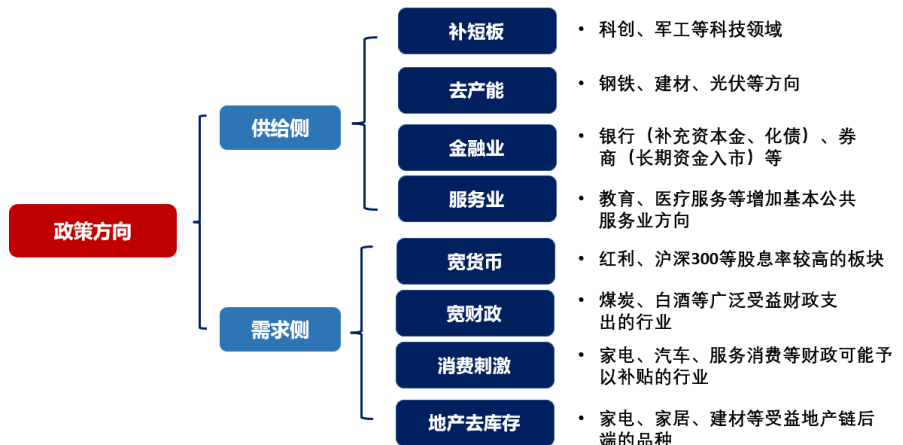 政策方向
供给侧
补短板
• 科创、军工等科技领域
去产能
• 钢铁、建材、光伏等方向
金融业
• 银行（补充资本金、化债）、券
商（长期资金入市）等
服务业
• 教育、医疗服务等增加基本公共
服务业方向
需求侧
宽货币
• 红利、沪深300等股息率较高的板块
宽财政
• 煤炭、白酒等广泛受益财政支
出的行业
消费刺激
• 家电、汽车、服务消费等财政可能予
以补贴的行业
地产去库存
• 家电、家居、建材等受益地产链后
端的品种